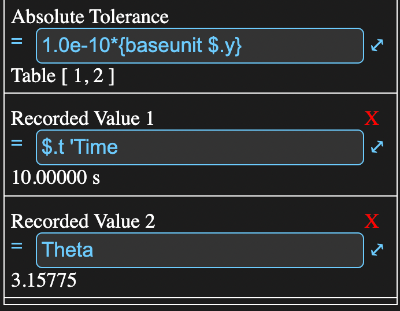 Absolute Tolerance
= 1.0e-10*{baseunit $.y}
Table [ 1, 2 ]
Recorded Value 1 X
= $.t 'Time
10.00000 s
Recorded Value 2 X
= Theta
3.15775